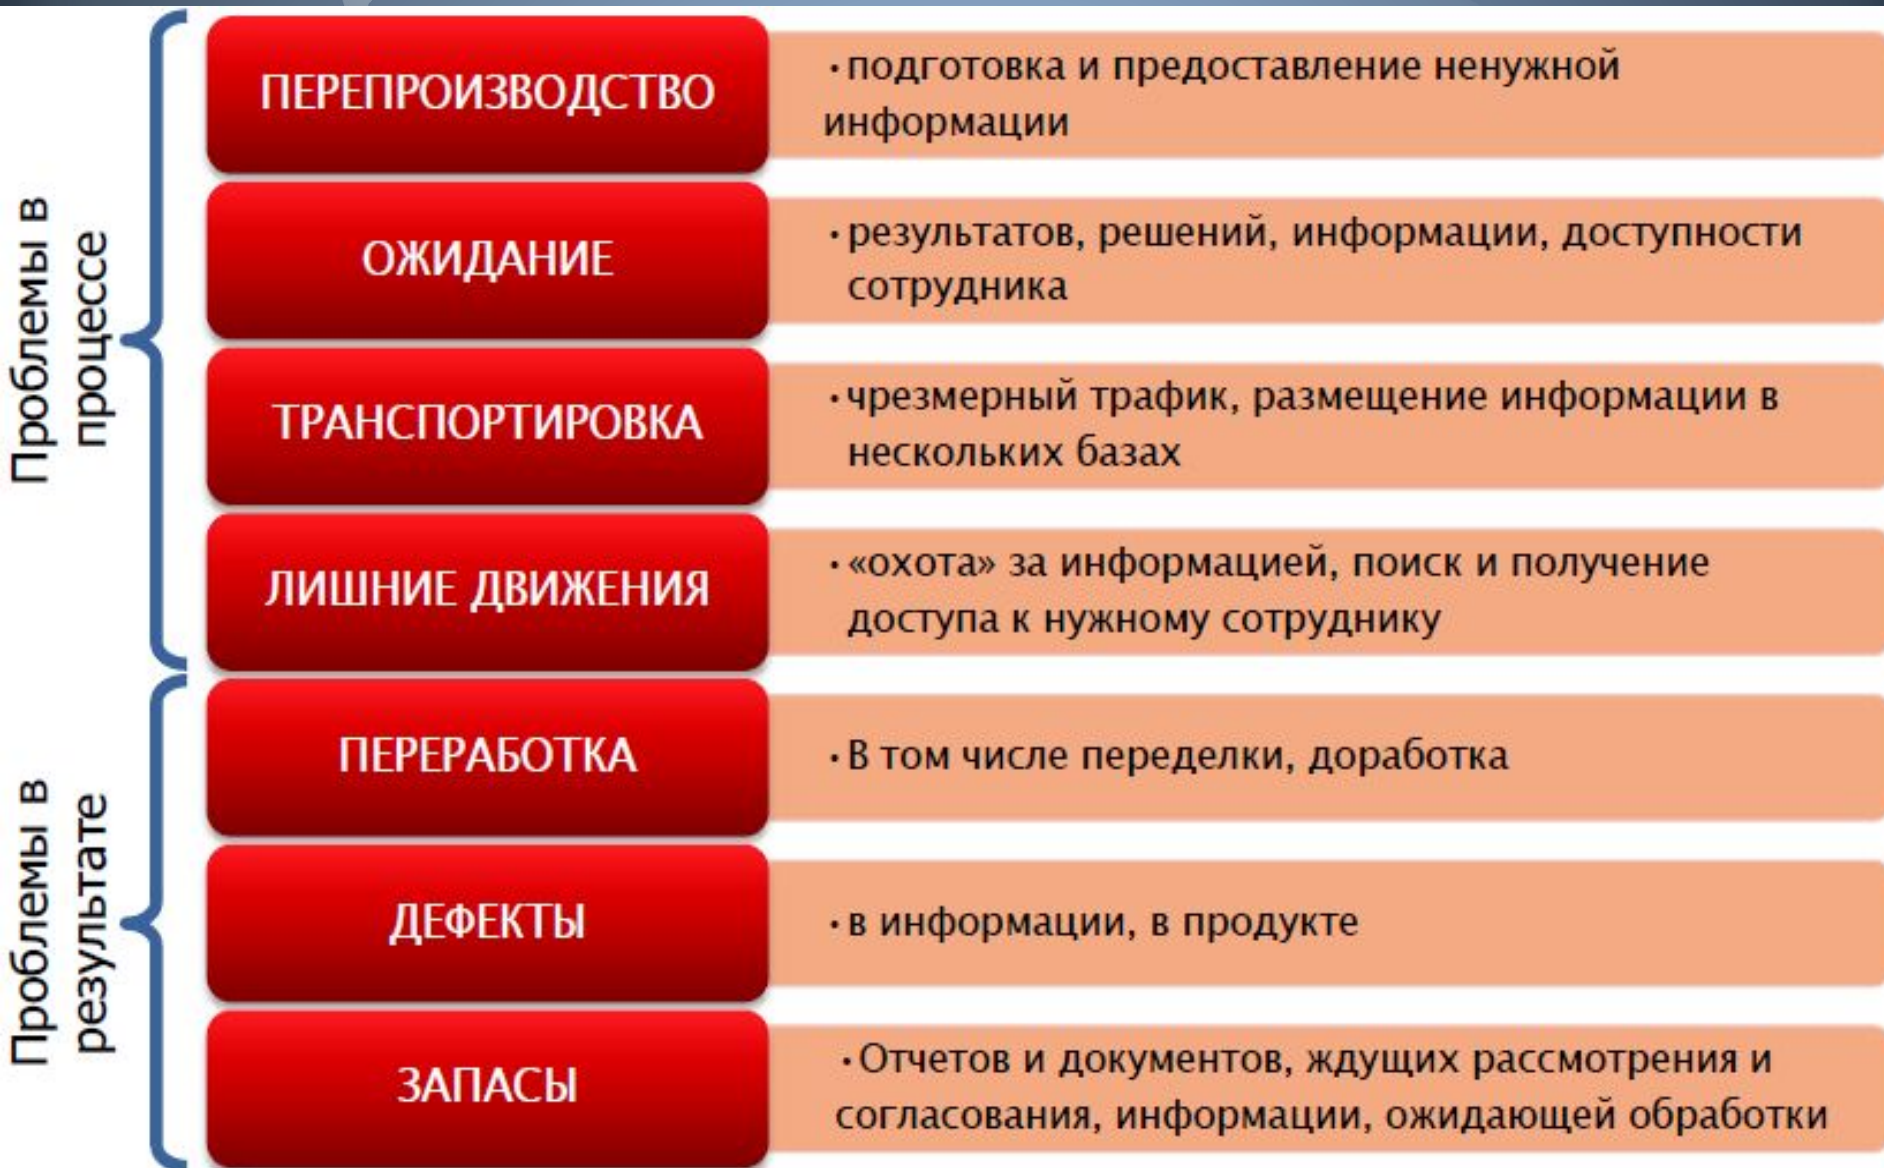 Проблемы в
процессе
ПЕРЕПРОИЗВОДСТВО
·подготовка и предоставление ненужной
информации
ОЖИДАНИЕ
·результатов, решений, информации, доступности
сотрудника
ТРАНСПОРТИРОВКА
·чрезмерный трафик, размещение информации в
нескольких базах
ЛИШНИЕ ДВИЖЕНИЯ
·«охота» за информацией, поиск и получение
доступа к нужному сотруднику
Проблемы в
результате
ПЕРЕРАБОТКА
·В том числе переделки, доработка
ДЕФЕКТЫ
·в информации, в продукте
ЗАПАСЫ
·Отчетов и документов, ждущих рассмотрения и
согласования, информации, ожидающей обработки